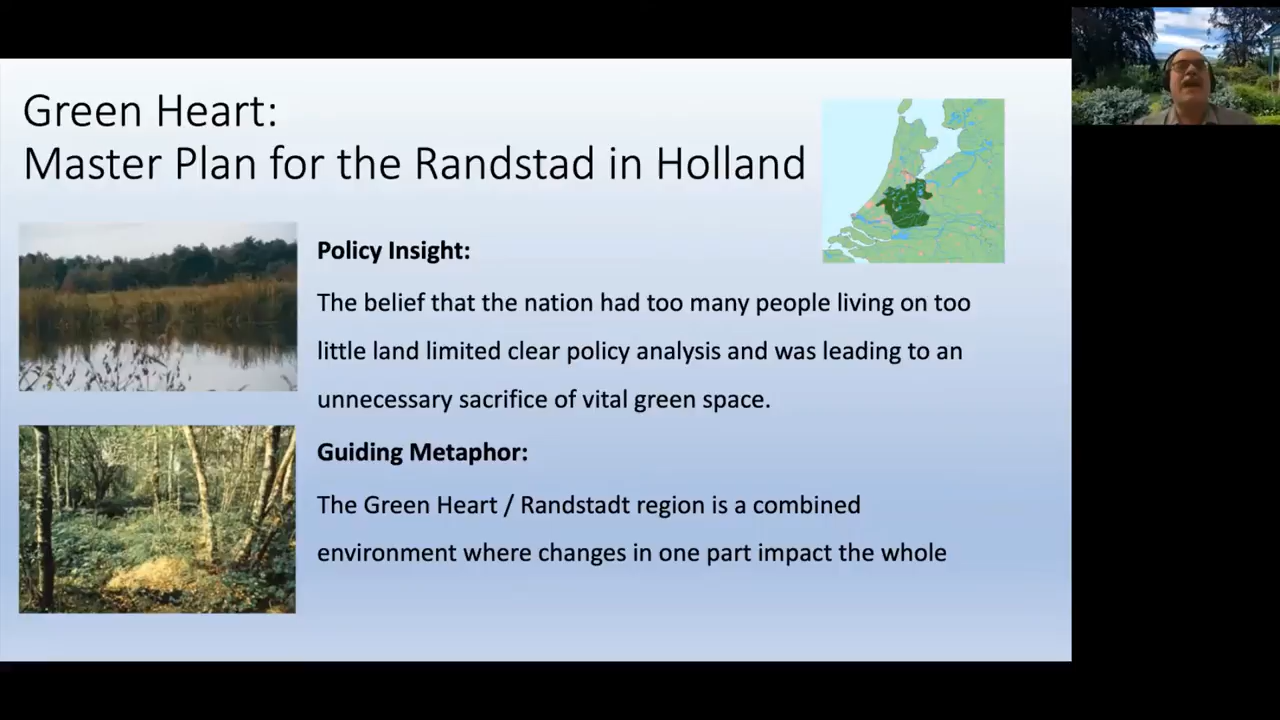 Green Heart:
Master Plan for the Randstad in Holland
Policy Insight:
The belief that the nation had too many people living on too
little land limited clear policy analysis and was leading to an
unnecessary sacrifice of vital green space.
Guiding Metaphor:
The Green Heart / Randstadt region is a combined
environment where changes in one part impact the whole